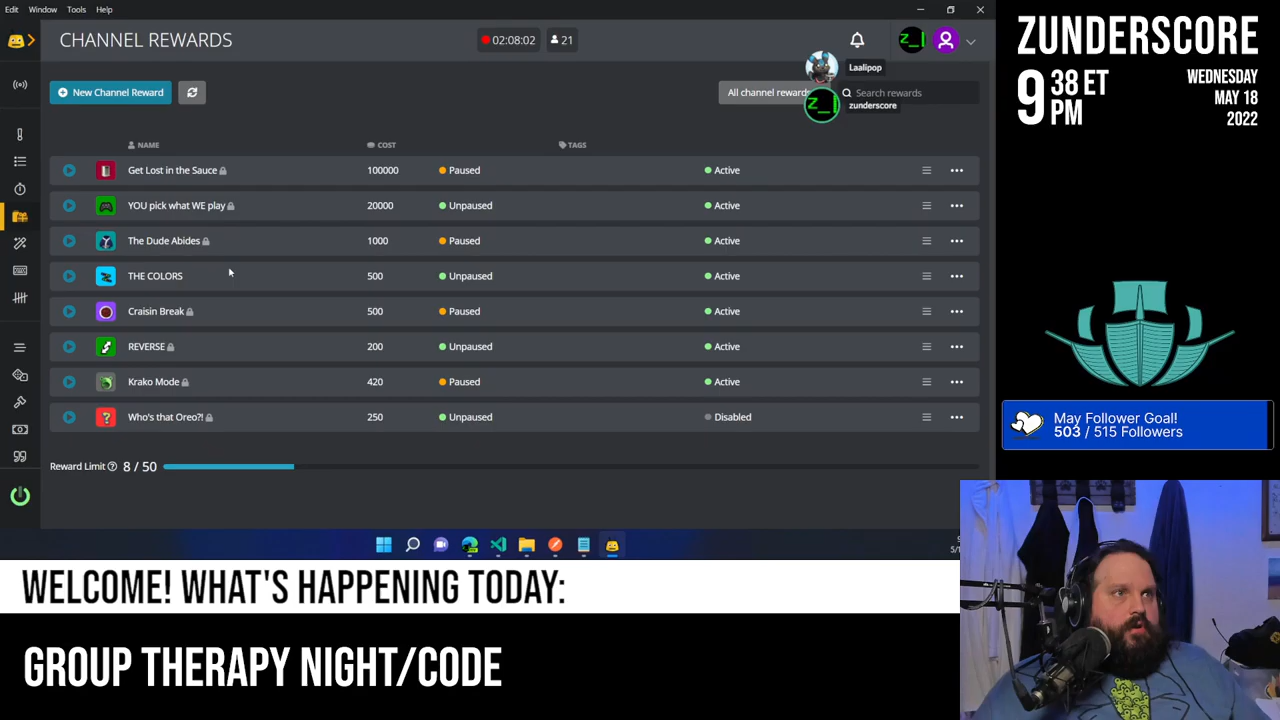 Edit Window Tools Help
CHANNEL REWARDS
02:08:02
21
z_|
Laalipop
New Channel Reward
All channel rewards
Search rewards
z_|
zunderscore
NAME
COST
TAGS
Get Lost in the Sauce 100000 Paused Active
YOU pick what WE play 20000 Unpaused Active
The Dude Abides 1000 Paused Active
THE COLORS 500 Unpaused Active
Craisin Break 500 Paused Active
REVERSE 200 Unpaused Active
Krako Mode 420 Paused Active
? Who's that Oreo?! 250 Unpaused Disabled
Reward Limit 8 / 50
5/1
ZUNDERSCORE
9 38 ET PM
WEDNESDAY
MAY 18
2022
May Follower Goal!
503 / 515 Followers
WELCOME! WHAT'S HAPPENING TODAY:
GROUP THERAPY NIGHT/CODE